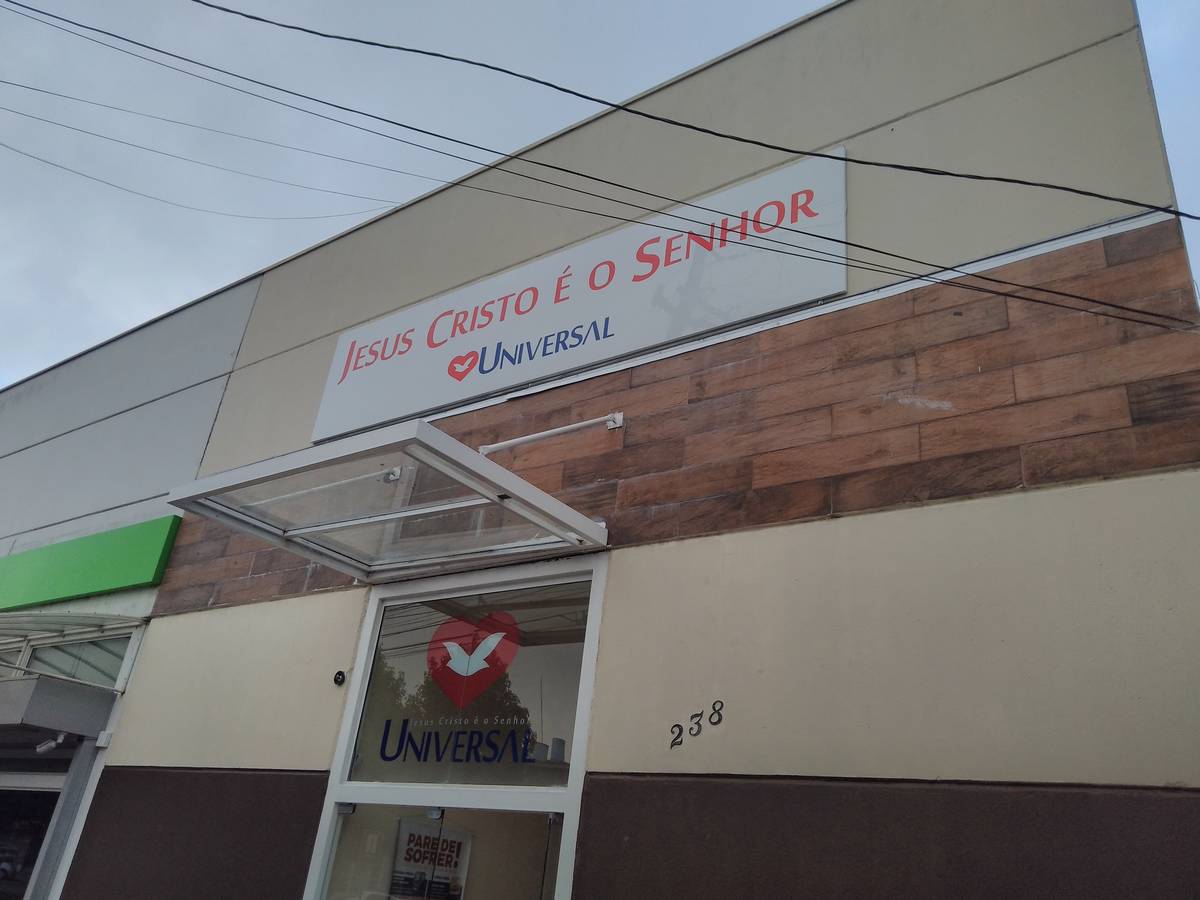 JESUS CRISTO É O SENHOR
UNIVERSAL
Jesus Cristo é o Senhor
UNIVERSAL
238
PARE DE
SOFRER!